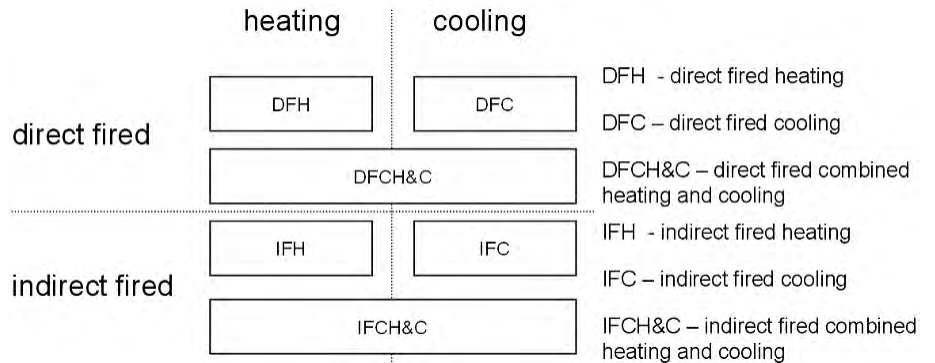 heating
cooling
direct fired
DFH
DFC
DFCH&C
DFH - direct fired heating
DFC – direct fired cooling
DFCH&C – direct fired combined
heating and cooling
indirect fired
IFH
IFC
IFCH&C
IFH - indirect fired heating
IFC – indirect fired cooling
IFCH&C – indirect fired combined
heating and cooling